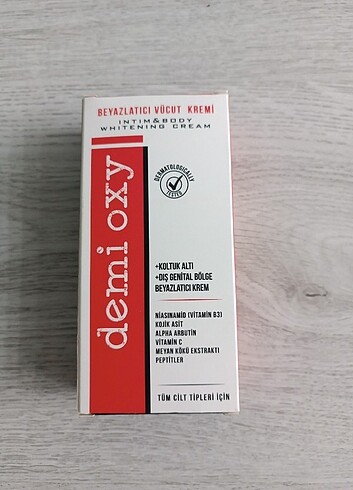 BEYAZLATICI VÜCUT KREMİ
INTIM&BODY
WHITENING CREAM
demi oxy
DERMATOLOGICALLY
TESTED
+KOLTUK ALTI
+DIŞ GENİTAL BÖLGE
BEYAZLATICI KREM
NİASINAMİD (VİTAMİN B3)
KOJİK ASİT
ALPHA ARBUTİN
VİTAMİN C
MEYAN KÖKÜ EKSTRAKTI
PEPTİTLER
TÜM CİLT TİPLERİ İÇİN